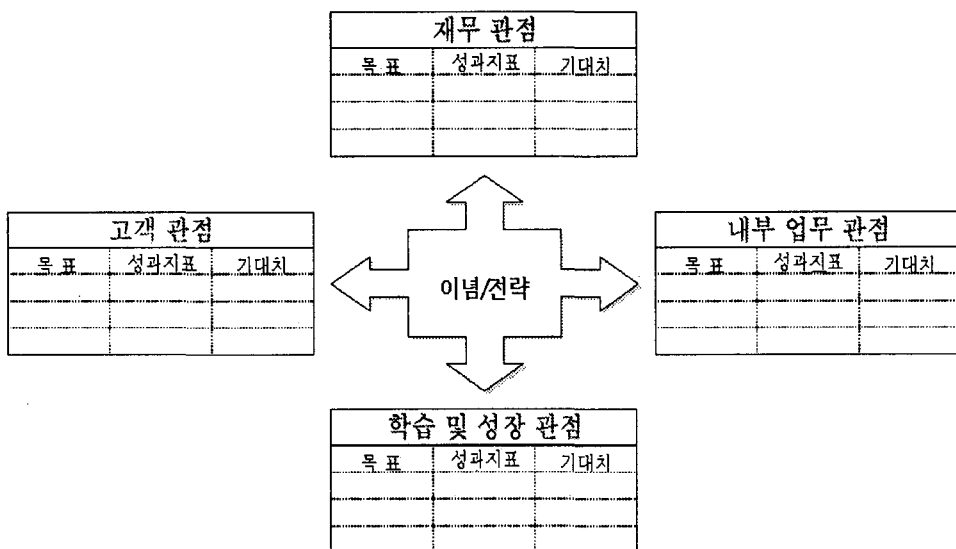 재무 관점
목 표 성과지표 기대치
고객 관점
목 표 성과지표 기대치
이념/전략
내부 업무 관점
목 표 성과지표 기대치
학습 및 성장 관점
목 표 성과지표 기대치